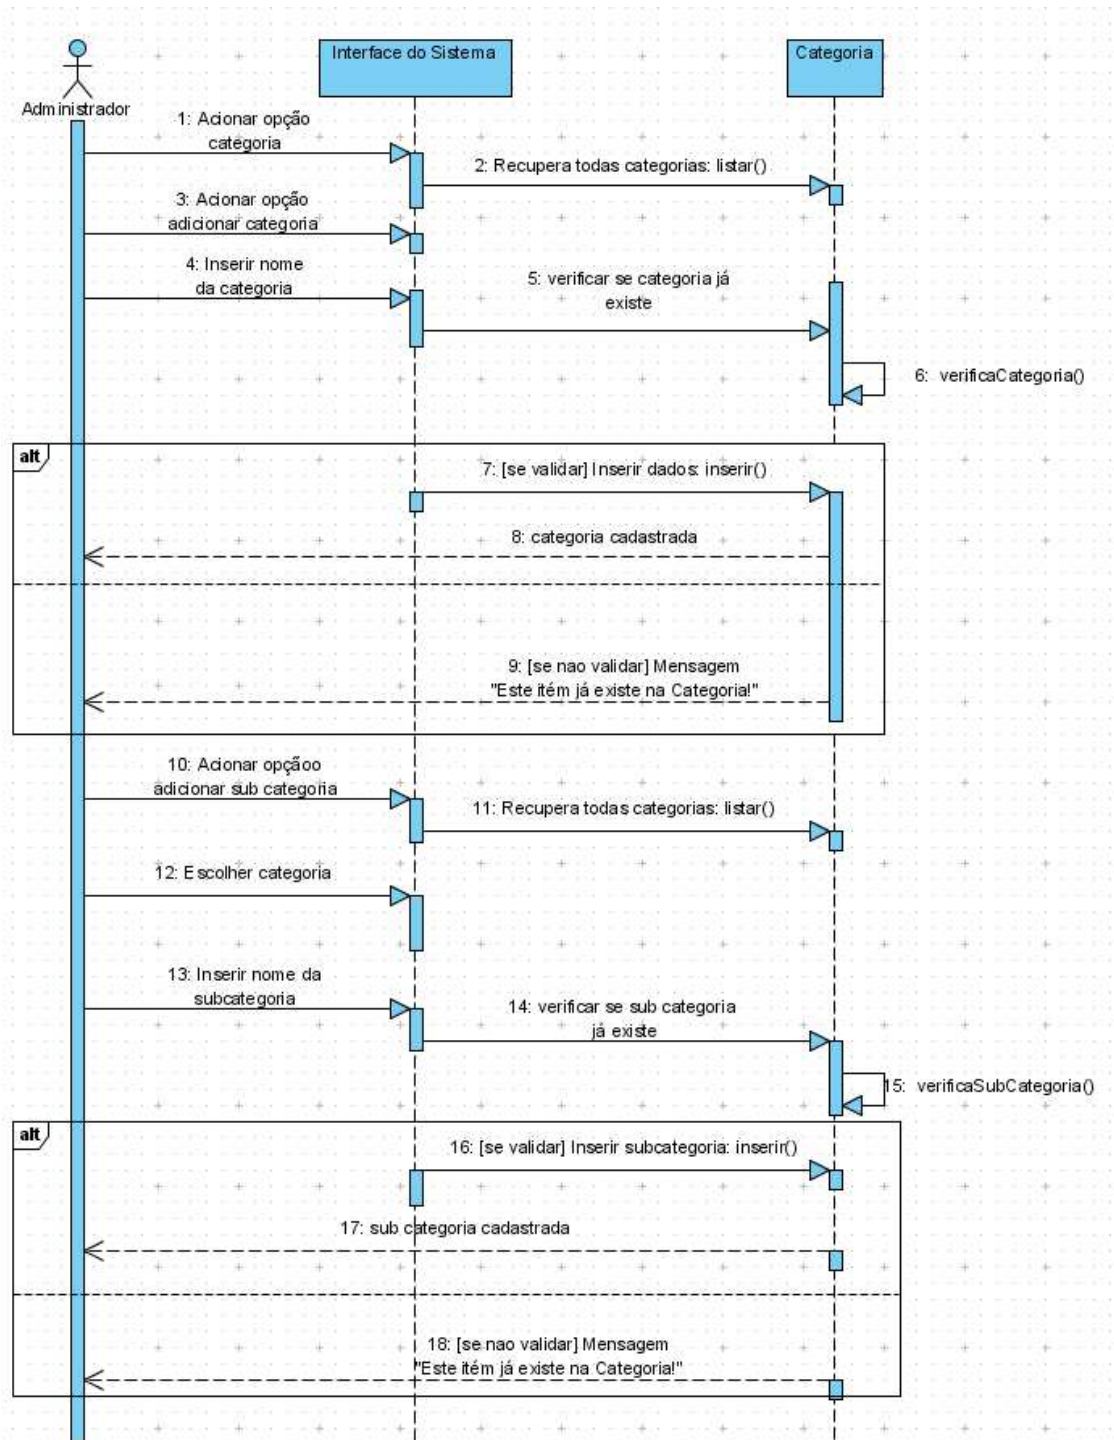 Interface do Sistema
Categoria
Administrador
1: Acionar opção
categoria
2: Recupera todas categorias: listar()
3: Acionar opção
adicionar categoria
4: Inserir nome
da categoria
5: verificar se categoria já
existe
6: verificaCategoria()
alt
7: [se validar] Inserir dados: inserir()
8: categoria cadastrada
9: [se nao validar] Mensagem
"Este itém já existe na Categoria!"
10: Acionar opçãoo
adicionar sub categoria
11: Recupera todas categorias: listar()
12: Escolher categoria
13: Inserir nome da
subcategoria
14: verificar se sub categoria
já existe
15: verificaSubCategoria()
alt
16: [se validar] Inserir subcategoria: inserir()
17: sub categoria cadastrada
18: [se nao validar] Mensagem
"Este itém já existe na Categoria!"